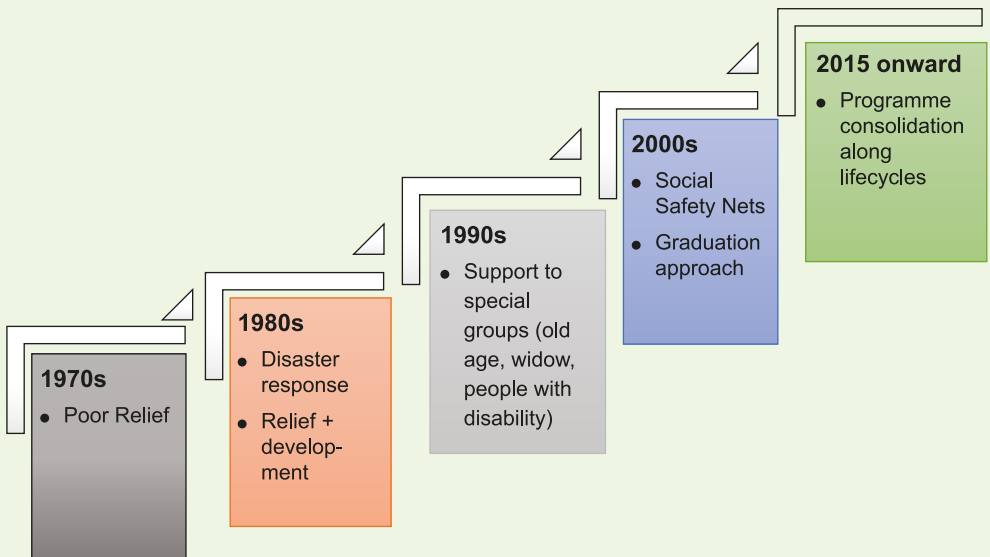 1970s
● Poor Relief
1980s
● Disaster
response
● Relief +
develop-
ment
1990s
● Support to
special
groups (old
age, widow,
people with
disability)
2000s
● Social
Safety Nets
● Graduation
approach
2015 onward
● Programme
consolidation
along
lifecycles